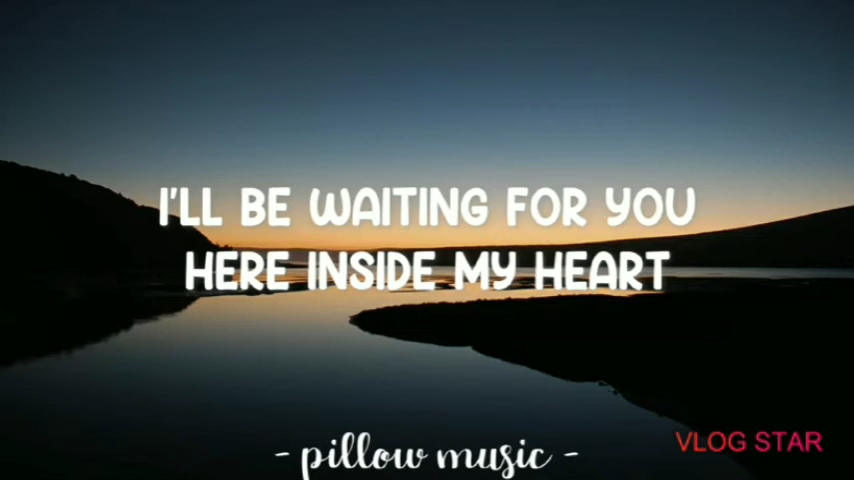 I'LL BE WAITING FOR YOU
HERE INSIDE MY HEART
- pillow music -
VLOG STAR